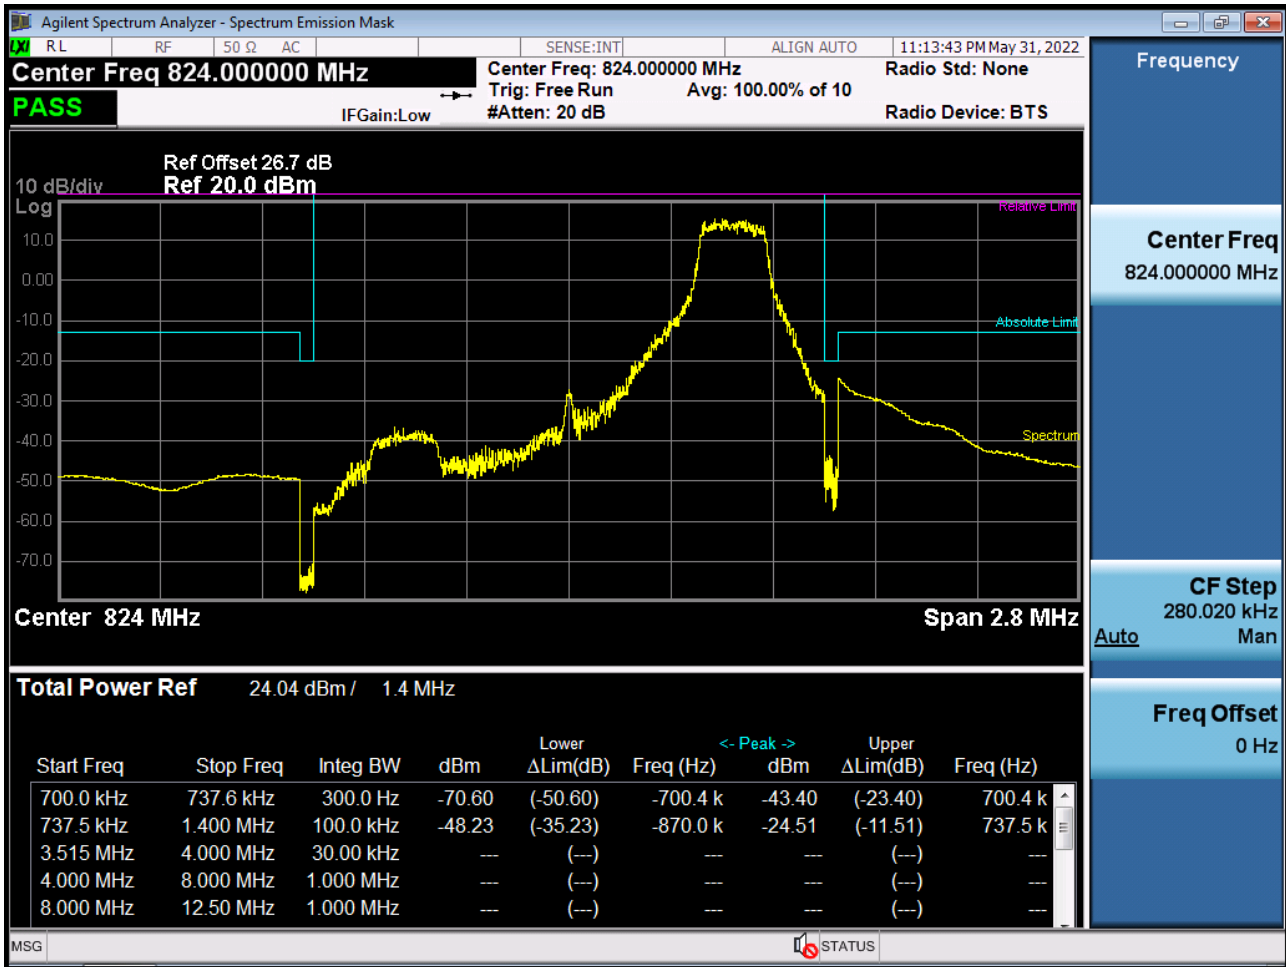 Agilent Spectrum Analyzer - Spectrum Emission Mask
LXI RL RF 50 Ω AC SENSE:INT ALIGN AUTO 11:13:43 PM May 31, 2022
Center Freq 824.000000 MHz
PASS
IFGain:Low
Center Freq: 824.000000 MHz
Trig: Free Run Avg: 100.00% of 10
#Atten: 20 dB
Radio Std: None
Radio Device: BTS
Ref Offset 26.7 dB
10 dB/div Ref 20.0 dBm
Log
Relative Limit
10.0
0.00
-10.0
Absolute Limit
-20.0
-30.0
-40.0
Spectrum
-50.0
-60.0
-70.0
Center 824 MHz Span 2.8 MHz
Total Power Ref 24.04 dBm / 1.4 MHz
Lower <- Peak -> Upper
Start Freq Stop Freq Integ BW dBm ΔLim(dB) Freq (Hz) dBm ΔLim(dB) Freq (Hz)
700.0 kHz 737.6 kHz 300.0 Hz -70.60 (-50.60) -700.4 k -43.40 (-23.40) 700.4 k
737.5 kHz 1.400 MHz 100.0 kHz -48.23 (-35.23) -870.0 k -24.51 (-11.51) 737.5 k
3.515 MHz 4.000 MHz 30.00 kHz --- (---) --- --- (---) ---
4.000 MHz 8.000 MHz 1.000 MHz --- (---) --- --- (---) ---
8.000 MHz 12.50 MHz 1.000 MHz --- (---) --- --- (---) ---
MSG STATUS
Frequency
Center Freq
824.000000 MHz
CF Step
280.020 kHz
Auto Man
Freq Offset
0 Hz